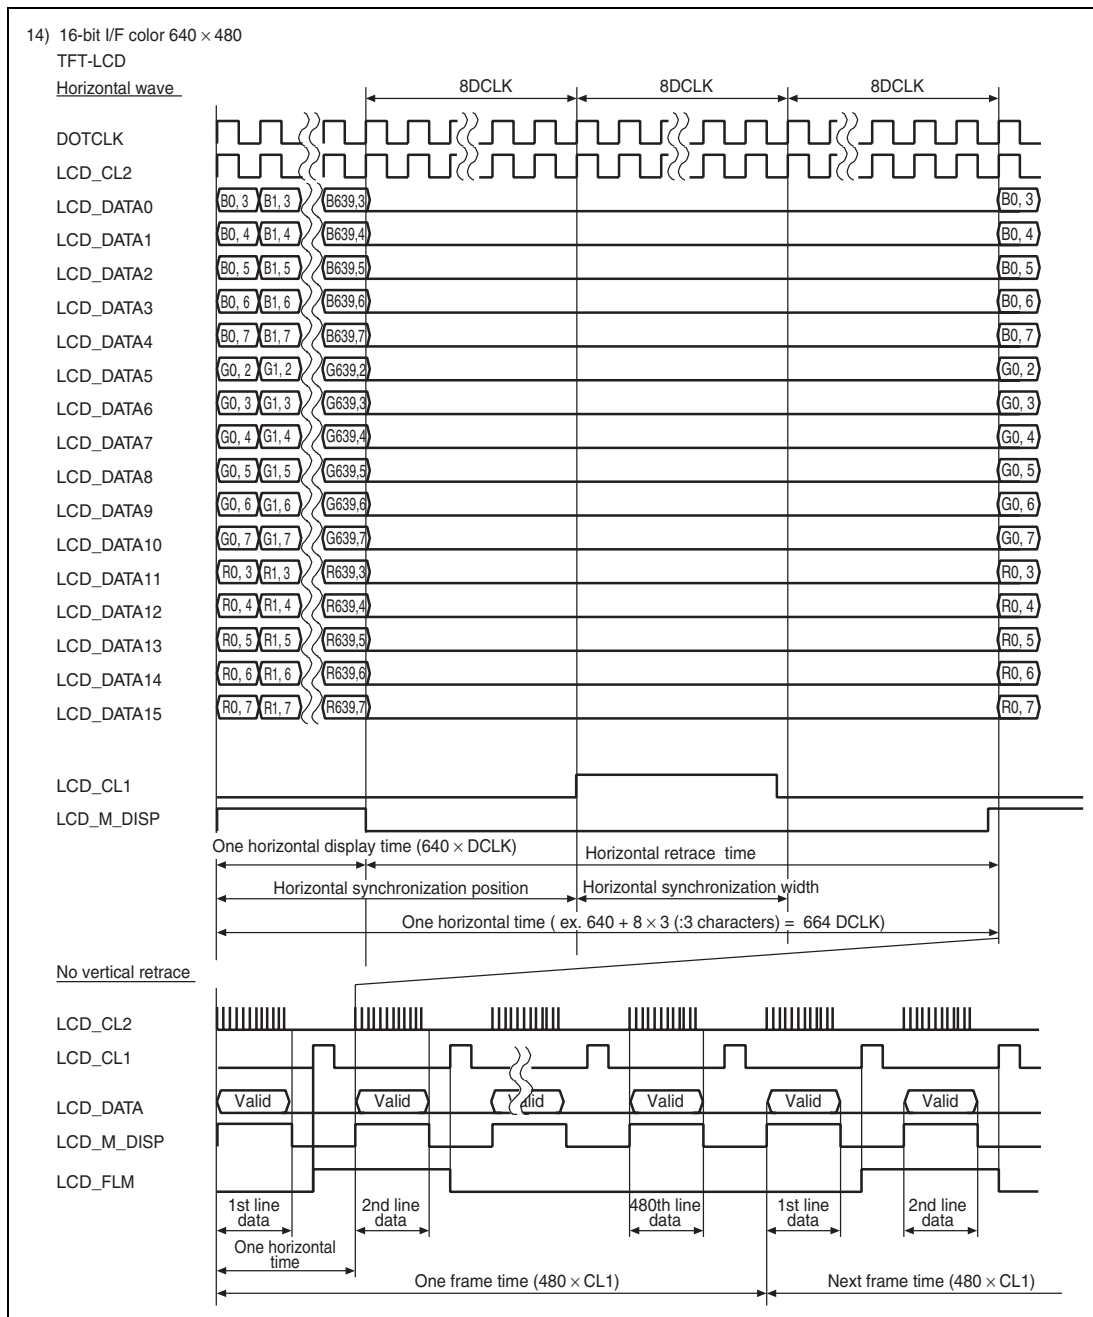 14) 16-bit I/F color 640 × 480
TFT-LCD
Horizontal wave
8DCLK 8DCLK 8DCLK
DOTCLK
LCD_CL2
LCD_DATA0 B0, 3 B1, 3 B639,3 B0, 3
LCD_DATA1 B0, 4 B1, 4 B639,4 B0, 4
LCD_DATA2 B0, 5 B1, 5 B639,5 B0, 5
LCD_DATA3 B0, 6 B1, 6 B639,6 B0, 6
LCD_DATA4 B0, 7 B1, 7 B639,7 B0, 7
LCD_DATA5 G0, 2 G1, 2 G639,2 G0, 2
LCD_DATA6 G0, 3 G1, 3 G639,3 G0, 3
LCD_DATA7 G0, 4 G1, 4 G639,4 G0, 4
LCD_DATA8 G0, 5 G1, 5 G639,5 G0, 5
LCD_DATA9 G0, 6 G1, 6 G639,6 G0, 6
LCD_DATA10 G0, 7 G1, 7 G639,7 G0, 7
LCD_DATA11 R0, 3 R1, 3 R639,3 R0, 3
LCD_DATA12 R0, 4 R1, 4 R639,4 R0, 4
LCD_DATA13 R0, 5 R1, 5 R639,5 R0, 5
LCD_DATA14 R0, 6 R1, 6 R639,6 R0, 6
LCD_DATA15 R0, 7 R1, 7 R639,7 R0, 7
LCD_CL1
LCD_M_DISP
One horizontal display time (640 × DCLK)
Horizontal retrace time
Horizontal synchronization position
Horizontal synchronization width
One horizontal time ( ex. 640 + 8 × 3 (:3 characters) = 664 DCLK)
No vertical retrace
LCD_CL2
LCD_CL1
LCD_DATA Valid Valid Valid Valid Valid Valid
LCD_M_DISP
LCD_FLM
1st line data
2nd line data
480th line data
1st line data
2nd line data
One horizontal time
One frame time (480 × CL1)
Next frame time (480 × CL1)